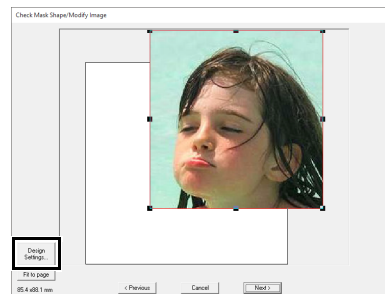 Check Mask Shape/Modify Image
Design
Settings...
Fit to page
85.4 x88.1 mm
< Previous
Cancel
Next >